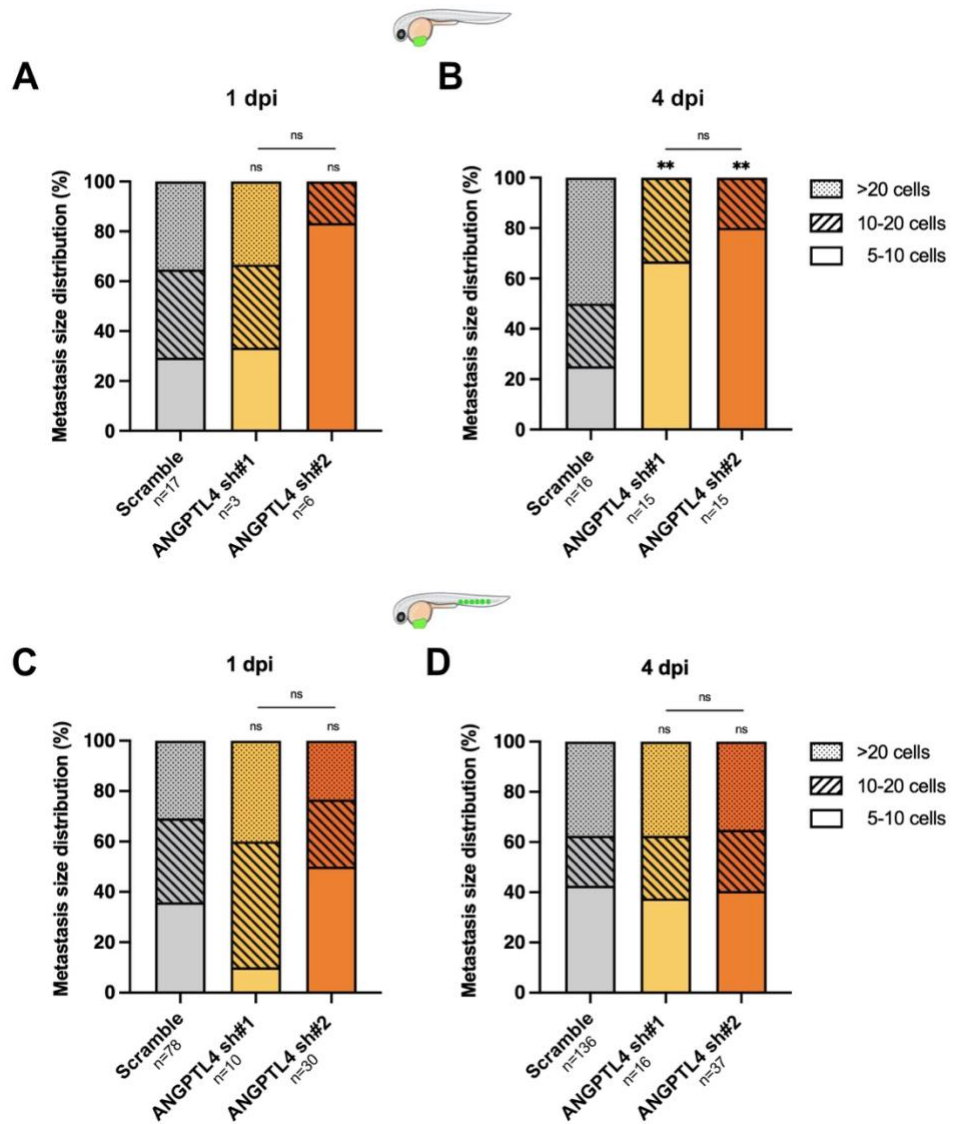 A
1 dpi
ns
ns
ns
Metastasis size distribution (%)
100
80
60
40
20
0
Scramble
n=17
ANGPTL4 sh#1
n=3
ANGPTL4 sh#2
n=6
B
4 dpi
ns
**
**
Metastasis size distribution (%)
100
80
60
40
20
0
Scramble
n=16
ANGPTL4 sh#1
n=15
ANGPTL4 sh#2
n=15
>20 cells
10-20 cells
5-10 cells
C
1 dpi
ns
ns
ns
Metastasis size distribution (%)
100
80
60
40
20
0
Scramble
n=78
ANGPTL4 sh#1
n=10
ANGPTL4 sh#2
n=30
D
4 dpi
ns
ns
ns
Metastasis size distribution (%)
100
80
60
40
20
0
Scramble
n=136
ANGPTL4 sh#1
n=16
ANGPTL4 sh#2
n=37
>20 cells
10-20 cells
5-10 cells